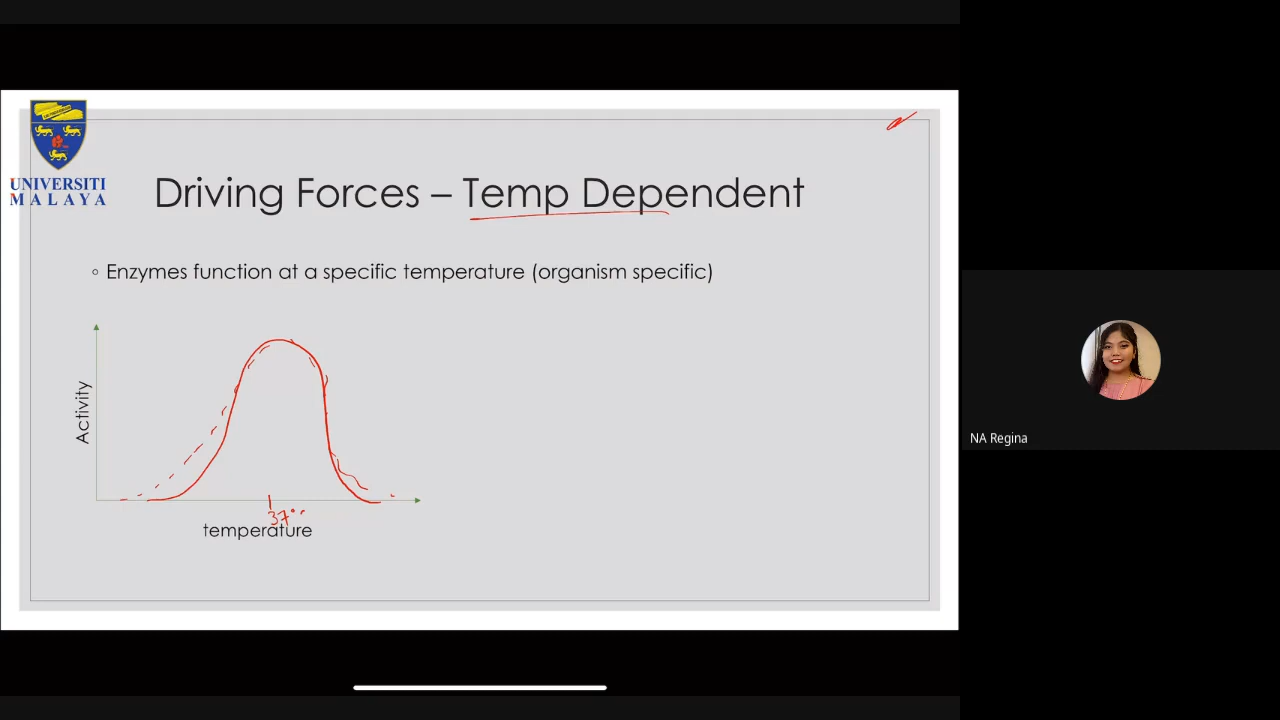 UNIVERSITI
MALAYA
Driving Forces – Temp Dependent
◦ Enzymes function at a specific temperature (organism specific)
Activity
37°
temperature
NA Regina